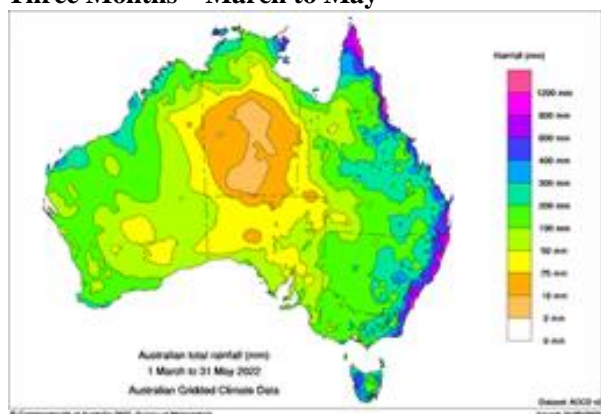 Three Months – March to May
Rainfall (mm)
1200 mm
800 mm
600 mm
400 mm
300 mm
200 mm
100 mm
50 mm
25 mm
10 mm
0 mm
Australian total rainfall (mm)
1 March to 31 May 2022
Australian Gridded Climate Data